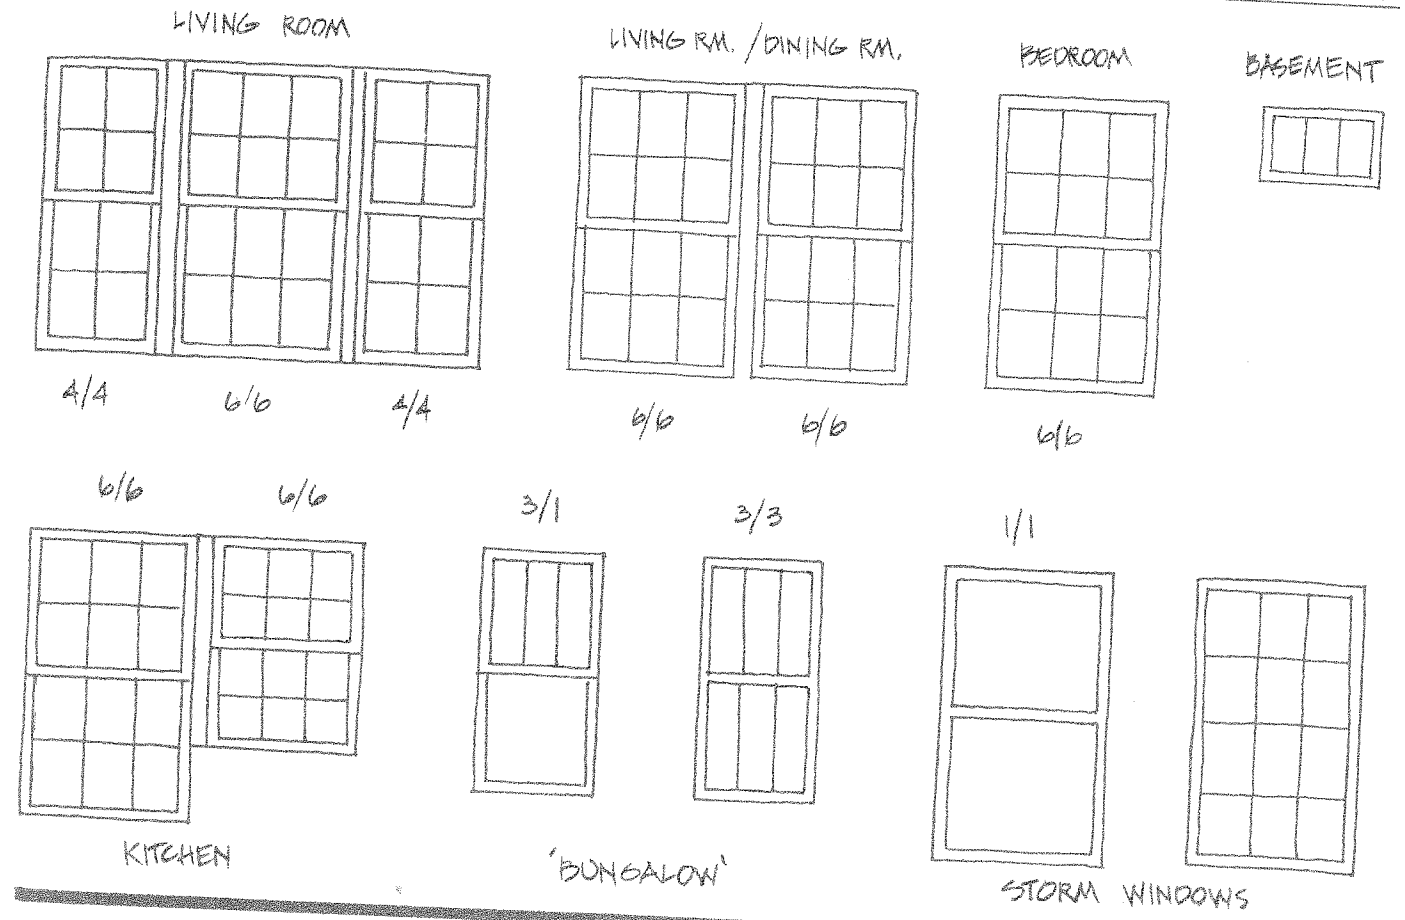 LIVING ROOM
LIVING RM. / DINING RM.
BEDROOM
BASEMENT
4/4
6/6
4/4
6/6
6/6
6/6
6/6
6/6
3/1
3/3
1/1
KITCHEN
'BUNGALOW'
STORM WINDOWS